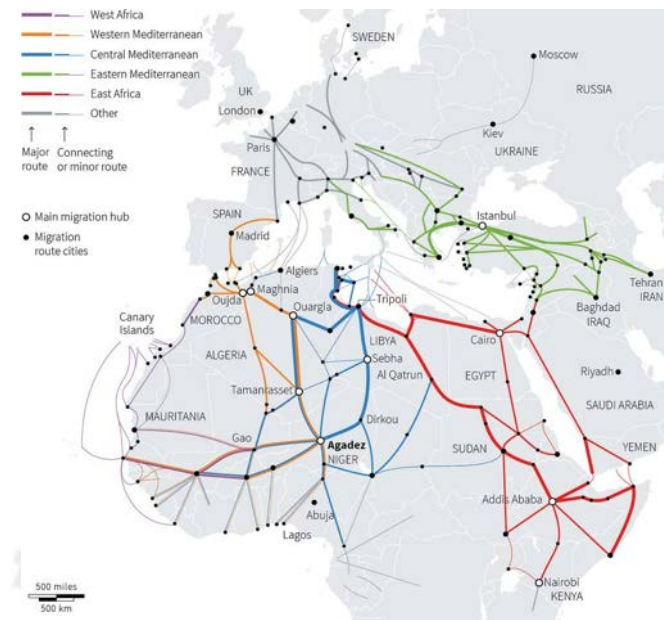 West Africa
Western Mediterranean
Central Mediterranean
Eastern Mediterranean
East Africa
Other
Major route
Connecting or minor route
Main migration hub
Migration route cities
SWEDEN
Moscow
RUSSIA
UK
London
Kiev
UKRAINE
Paris
FRANCE
SPAIN
Madrid
Istanbul
Tehran
IRAN
Algiers
Oujda
Maghnia
Ouargla
Tripoli
Baghdad
IRAQ
Canary Islands
MOROCCO
ALGERIA
LIBYA
Sebha
Cairo
EGYPT
Riyadh
SAUDI ARABIA
Tamanrasset
Al Qatrun
MAURITANIA
Gao
Dirkou
Agadez
NIGER
SUDAN
YEMEN
Addis Ababa
Abuja
Lagos
Nairobi
KENYA
500 miles
500 km